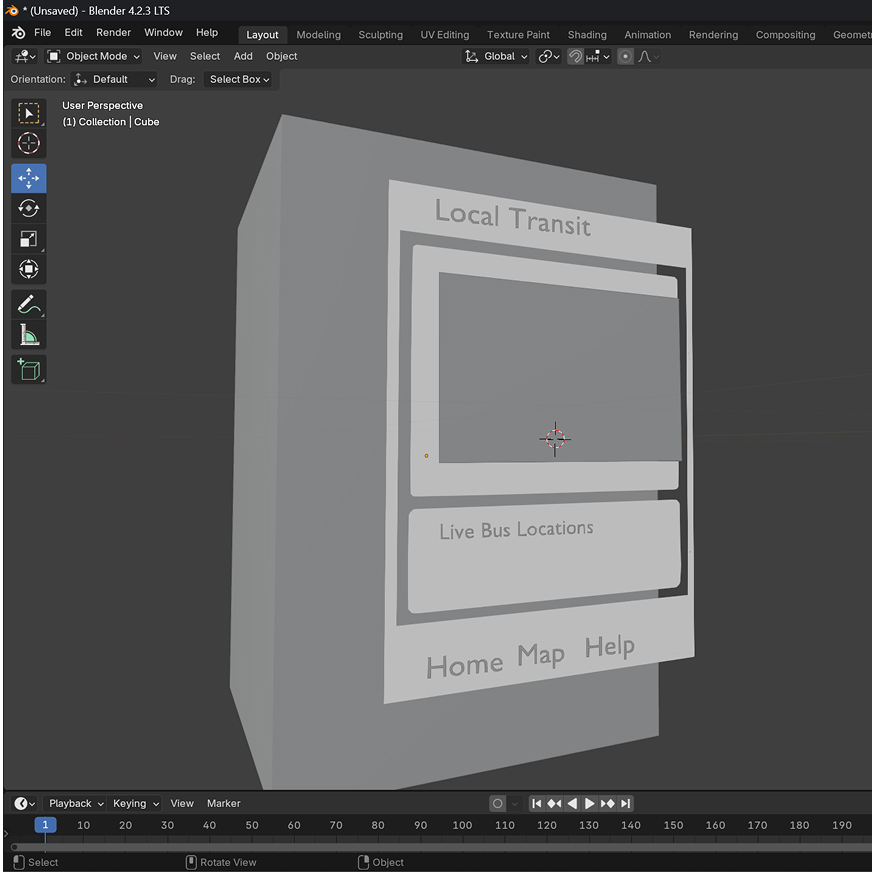 * (Unsaved) - Blender 4.2.3 LTS
File Edit Render Window Help Layout Modeling Sculpting UV Editing Texture Paint Shading Animation Rendering Compositing Geomet
Object Mode View Select Add Object Global
Orientation: Default Drag: Select Box
User Perspective
(1) Collection | Cube
Local Transit
Live Bus Locations
Home Map Help
Playback Keying View Marker
1 10 20 30 40 50 60 70 80 90 100 110 120 130 140 150 160 170 180 190
Select Rotate View Object